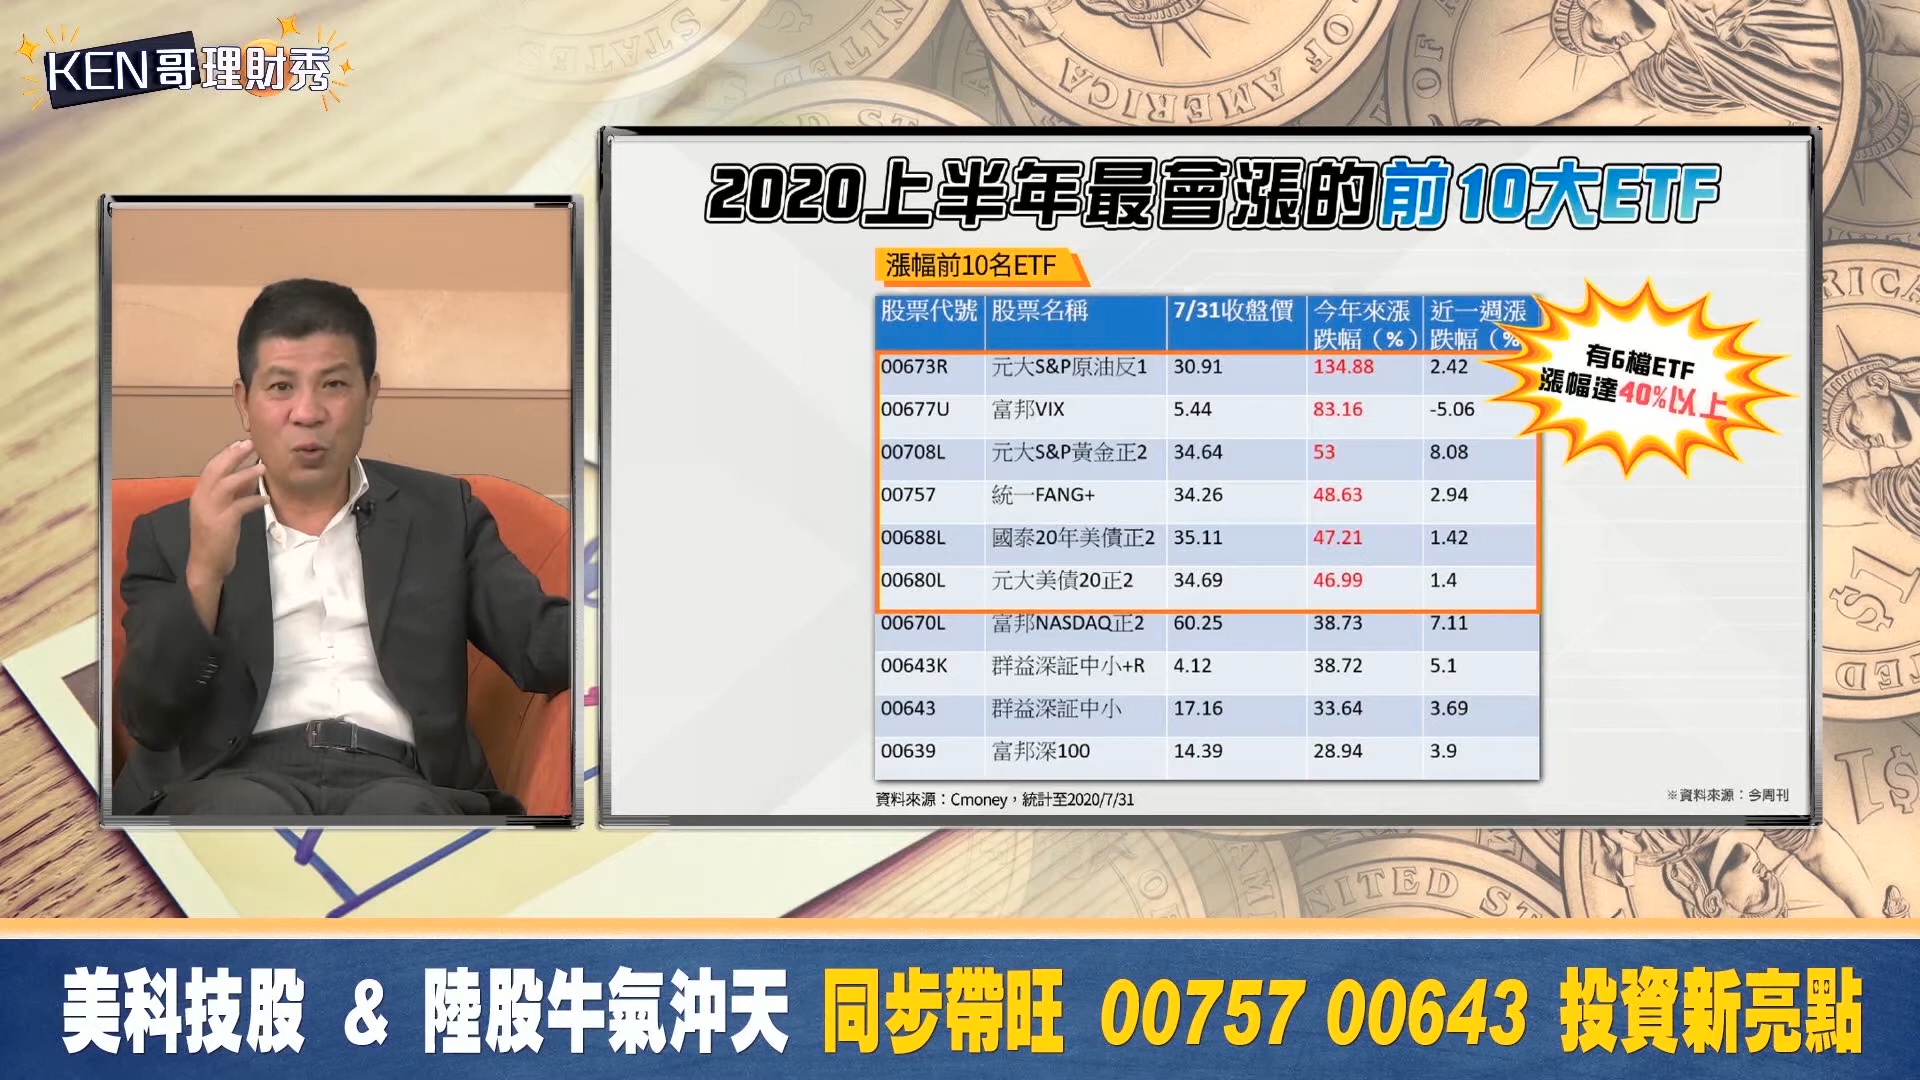 KEN哥理財秀
2020上半年最會漲的前10大ETF
漲幅前10名ETF
股票代號 股票名稱 7/31收盤價 今年來漲跌幅（%） 近一週漲跌幅（%
00673R 元大S&P原油反1 30.91 134.88 2.42
00677U 富邦VIX 5.44 83.16 -5.06
00708L 元大S&P黃金正2 34.64 53 8.08
00757 統一FANG+ 34.26 48.63 2.94
00688L 國泰20年美債正2 35.11 47.21 1.42
00680L 元大美債20正2 34.69 46.99 1.4
00670L 富邦NASDAQ正2 60.25 38.73 7.11
00643K 群益深証中小+R 4.12 38.72 5.1
00643 群益深証中小 17.16 33.64 3.69
00639 富邦深100 14.39 28.94 3.9
有6檔ETF
漲幅達40%以上
資料來源：Cmoney，統計至2020/7/31
※資料來源：今周刊
美科技股 & 陸股牛氣沖天 同步帶旺 00757 00643 投資新亮點